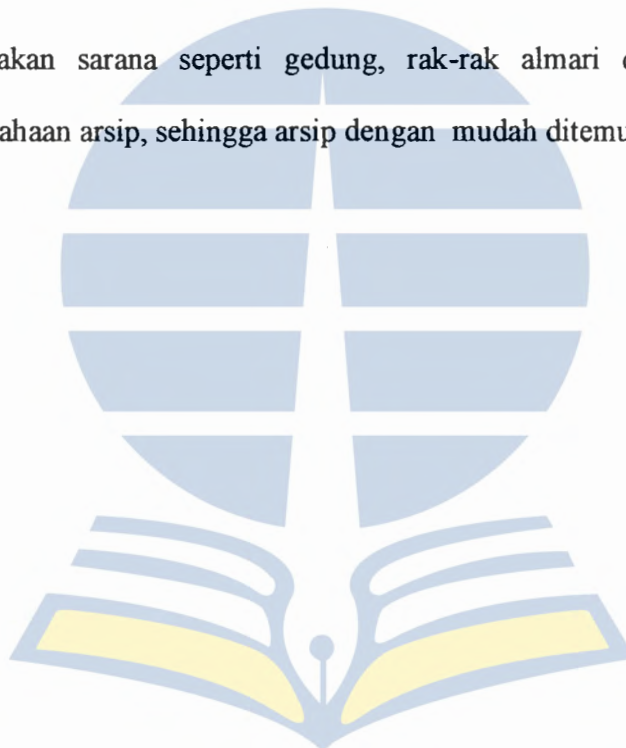 akan sarana seperti gedung, rak-rak almari
ahaan arsip, sehingga arsip dengan mudah ditemu